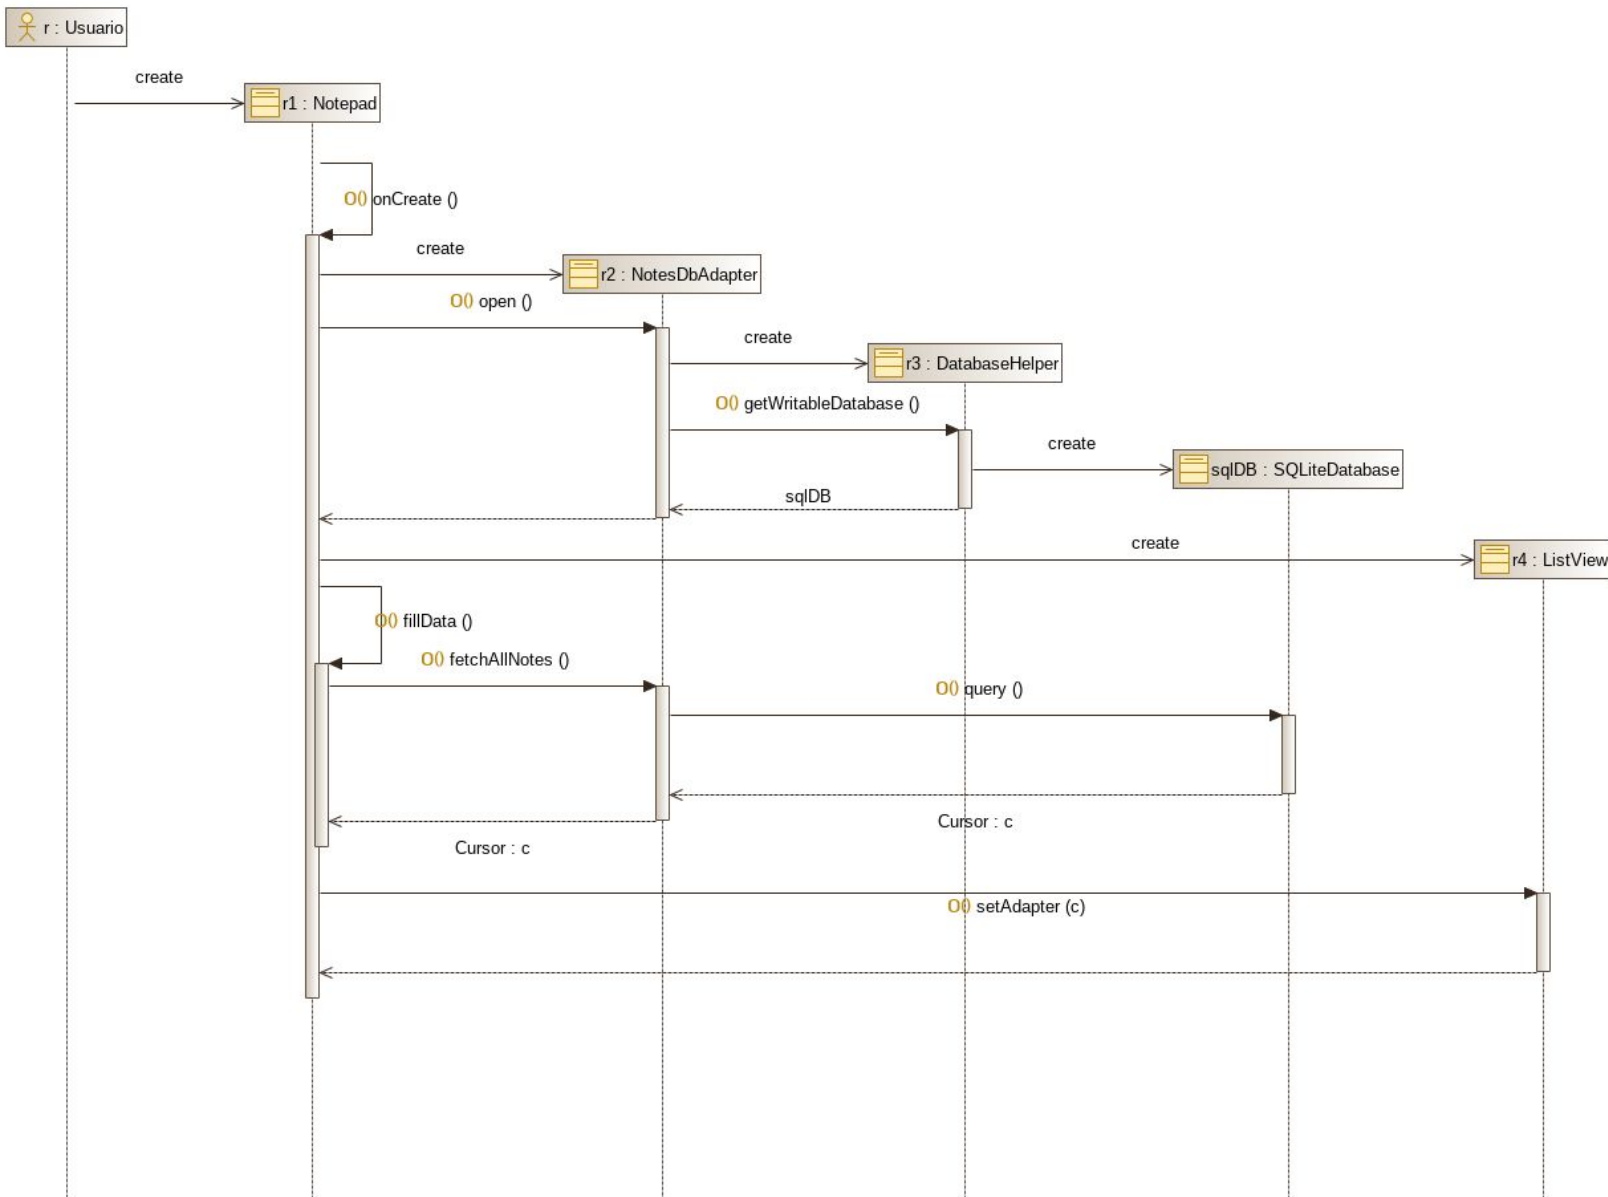 r : Usuario
create
r1 : Notepad
O() onCreate ()
create
r2 : NotesDbAdapter
O() open ()
create
r3 : DatabaseHelper
O() getWritableDatabase ()
create
sqlDB : SQLiteDatabase
sqlDB
create
r4 : ListView
O() fillData ()
O() fetchAllNotes ()
O() query ()
Cursor : c
Cursor : c
O() setAdapter (c)